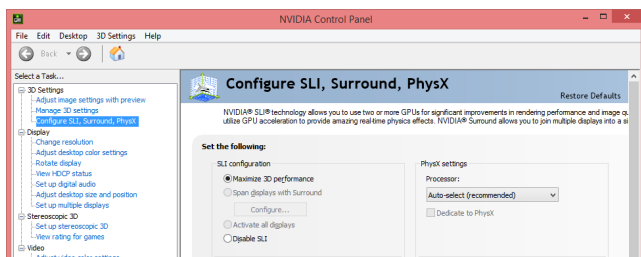 NVIDIA Control Panel
File Edit Desktop 3D Settings Help
Back
Select a Task...
3D Settings
Adjust image settings with preview
Manage 3D settings
Configure SLI, Surround, PhysX
Display
Change resolution
Adjust desktop color settings
Rotate display
View HDCP status
Set up digital audio
Adjust desktop size and position
Set up multiple displays
Stereoscopic 3D
Set up stereoscopic 3D
View rating for games
Video
Configure SLI, Surround, PhysX
Restore Defaults
NVIDIA® SLI® technology allows you to use two or more GPUs for significant improvements in rendering performance and image qu
utilize GPU acceleration to provide amazing real-time physics effects. NVIDIA® Surround allows you to join multiple displays into a si
Set the following:
SLI configuration
Maximize 3D performance
Span displays with Surround
Configure...
Activate all displays
Disable SLI
PhysX settings
Processor:
Auto-select (recommended)
Dedicate to PhysX